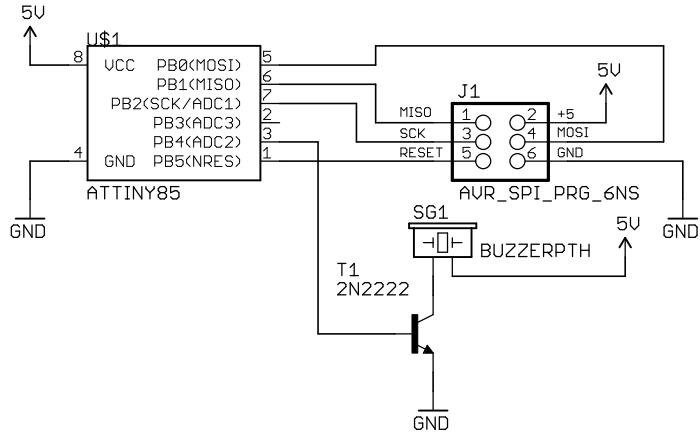 5V
U$1
8 VCC PB0(MOSI) 5
PB1(MISO) 6
PB2(SCK/ADC1) 7
PB3(ADC3) 2
PB4(ADC2) 3
4 GND PB5(NRES) 1
ATTINY85
GND
5V
J1
MISO 1 2 +5
SCK 3 4 MOSI
RESET 5 6 GND
AVR_SPI_PRG_6NS
GND
SG1
5V
BUZZERPTH
T1
2N2222
GND